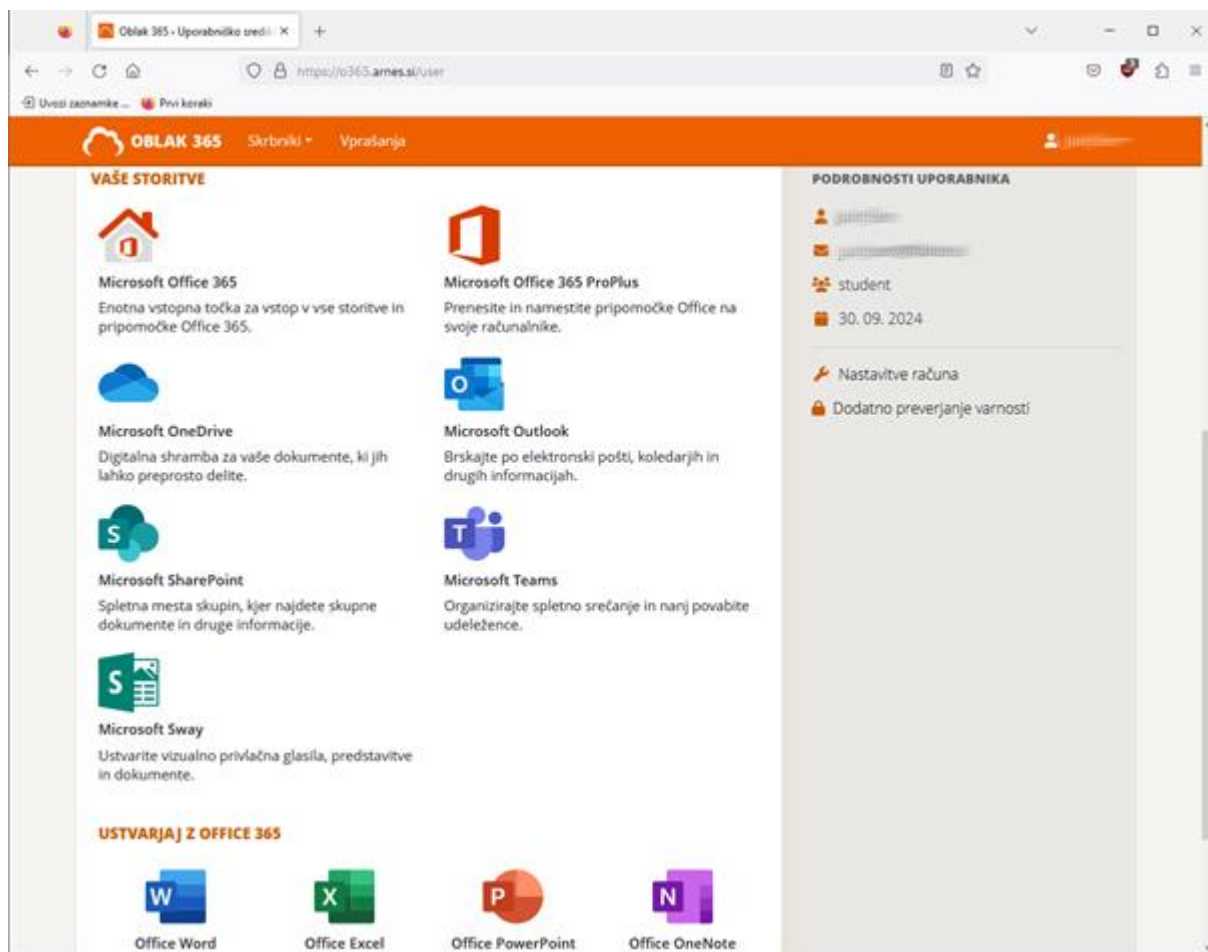 Oblak 365 - Uporabniško sredi
https://o365.arnes.si/user
Uvozi zaznamke ...
Prvi koraki
OBLAK 365
Skrbniki
Vprašanja
VAŠE STORITVE
Microsoft Office 365
Enotna vstopna točka za vstop v vse storitve in
pripomočke Office 365.
Microsoft Office 365 ProPlus
Prenesite in namestite pripomočke Office na
svoje računalnike.
Microsoft OneDrive
Digitalna shramba za vaše dokumente, ki jih
lahko preprosto delite.
Microsoft Outlook
Brskajte po elektronski pošti, koledarjih in
drugih informacijah.
Microsoft SharePoint
Spletna mesta skupin, kjer najdete skupne
dokumente in druge informacije.
Microsoft Teams
Organizirajte spletno srečanje in nanj povabite
udeležence.
Microsoft Sway
Ustvarite vizualno privlačna glasila, predstavitve
in dokumente.
USTVARJAJ Z OFFICE 365
Office Word
Office Excel
Office PowerPoint
Office OneNote
PODROBNOSTI UPORABNIKA
student
30. 09. 2024
Nastavitve računa
Dodatno preverjanje varnosti